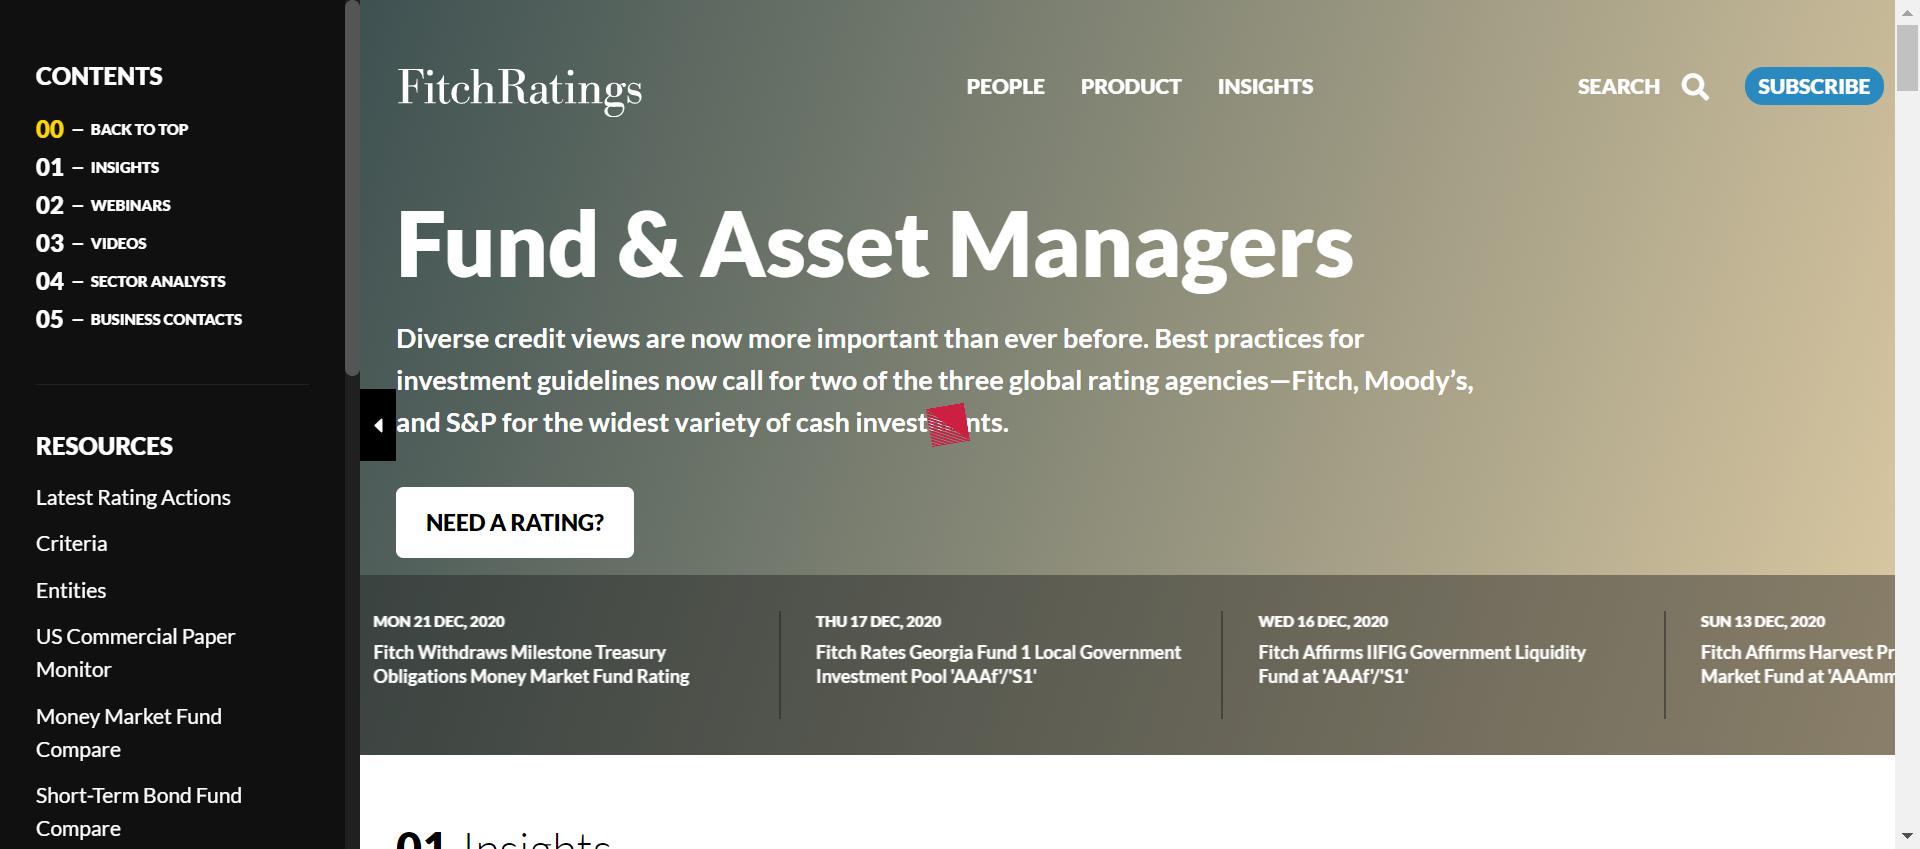 CONTENTS
00 – BACK TO TOP
01 – INSIGHTS
02 – WEBINARS
03 – VIDEOS
04 – SECTOR ANALYSTS
05 – BUSINESS CONTACTS
RESOURCES
Latest Rating Actions
Criteria
Entities
US Commercial Paper
Monitor
Money Market Fund
Compare
Short-Term Bond Fund
Compare
FitchRatings
PEOPLE
PRODUCT
INSIGHTS
SEARCH
SUBSCRIBE
Fund & Asset Managers
Diverse credit views are now more important than ever before. Best practices for
investment guidelines now call for two of the three global rating agencies—Fitch, Moody’s,
and S&P for the widest variety of cash
NEED A RATING?
MON 21 DEC, 2020
Fitch Withdraws Milestone Treasury
Obligations Money Market Fund Rating
THU 17 DEC, 2020
Fitch Rates Georgia Fund 1 Local Government
Investment Pool 'AAAf'/'S1'
WED 16 DEC, 2020
Fitch Affirms IIFIG Government Liquidity
Fund at 'AAAf'/'S1'
SUN 13 DEC, 2020
Fitch Affirms Harvest
Market Fund at
01 Insights